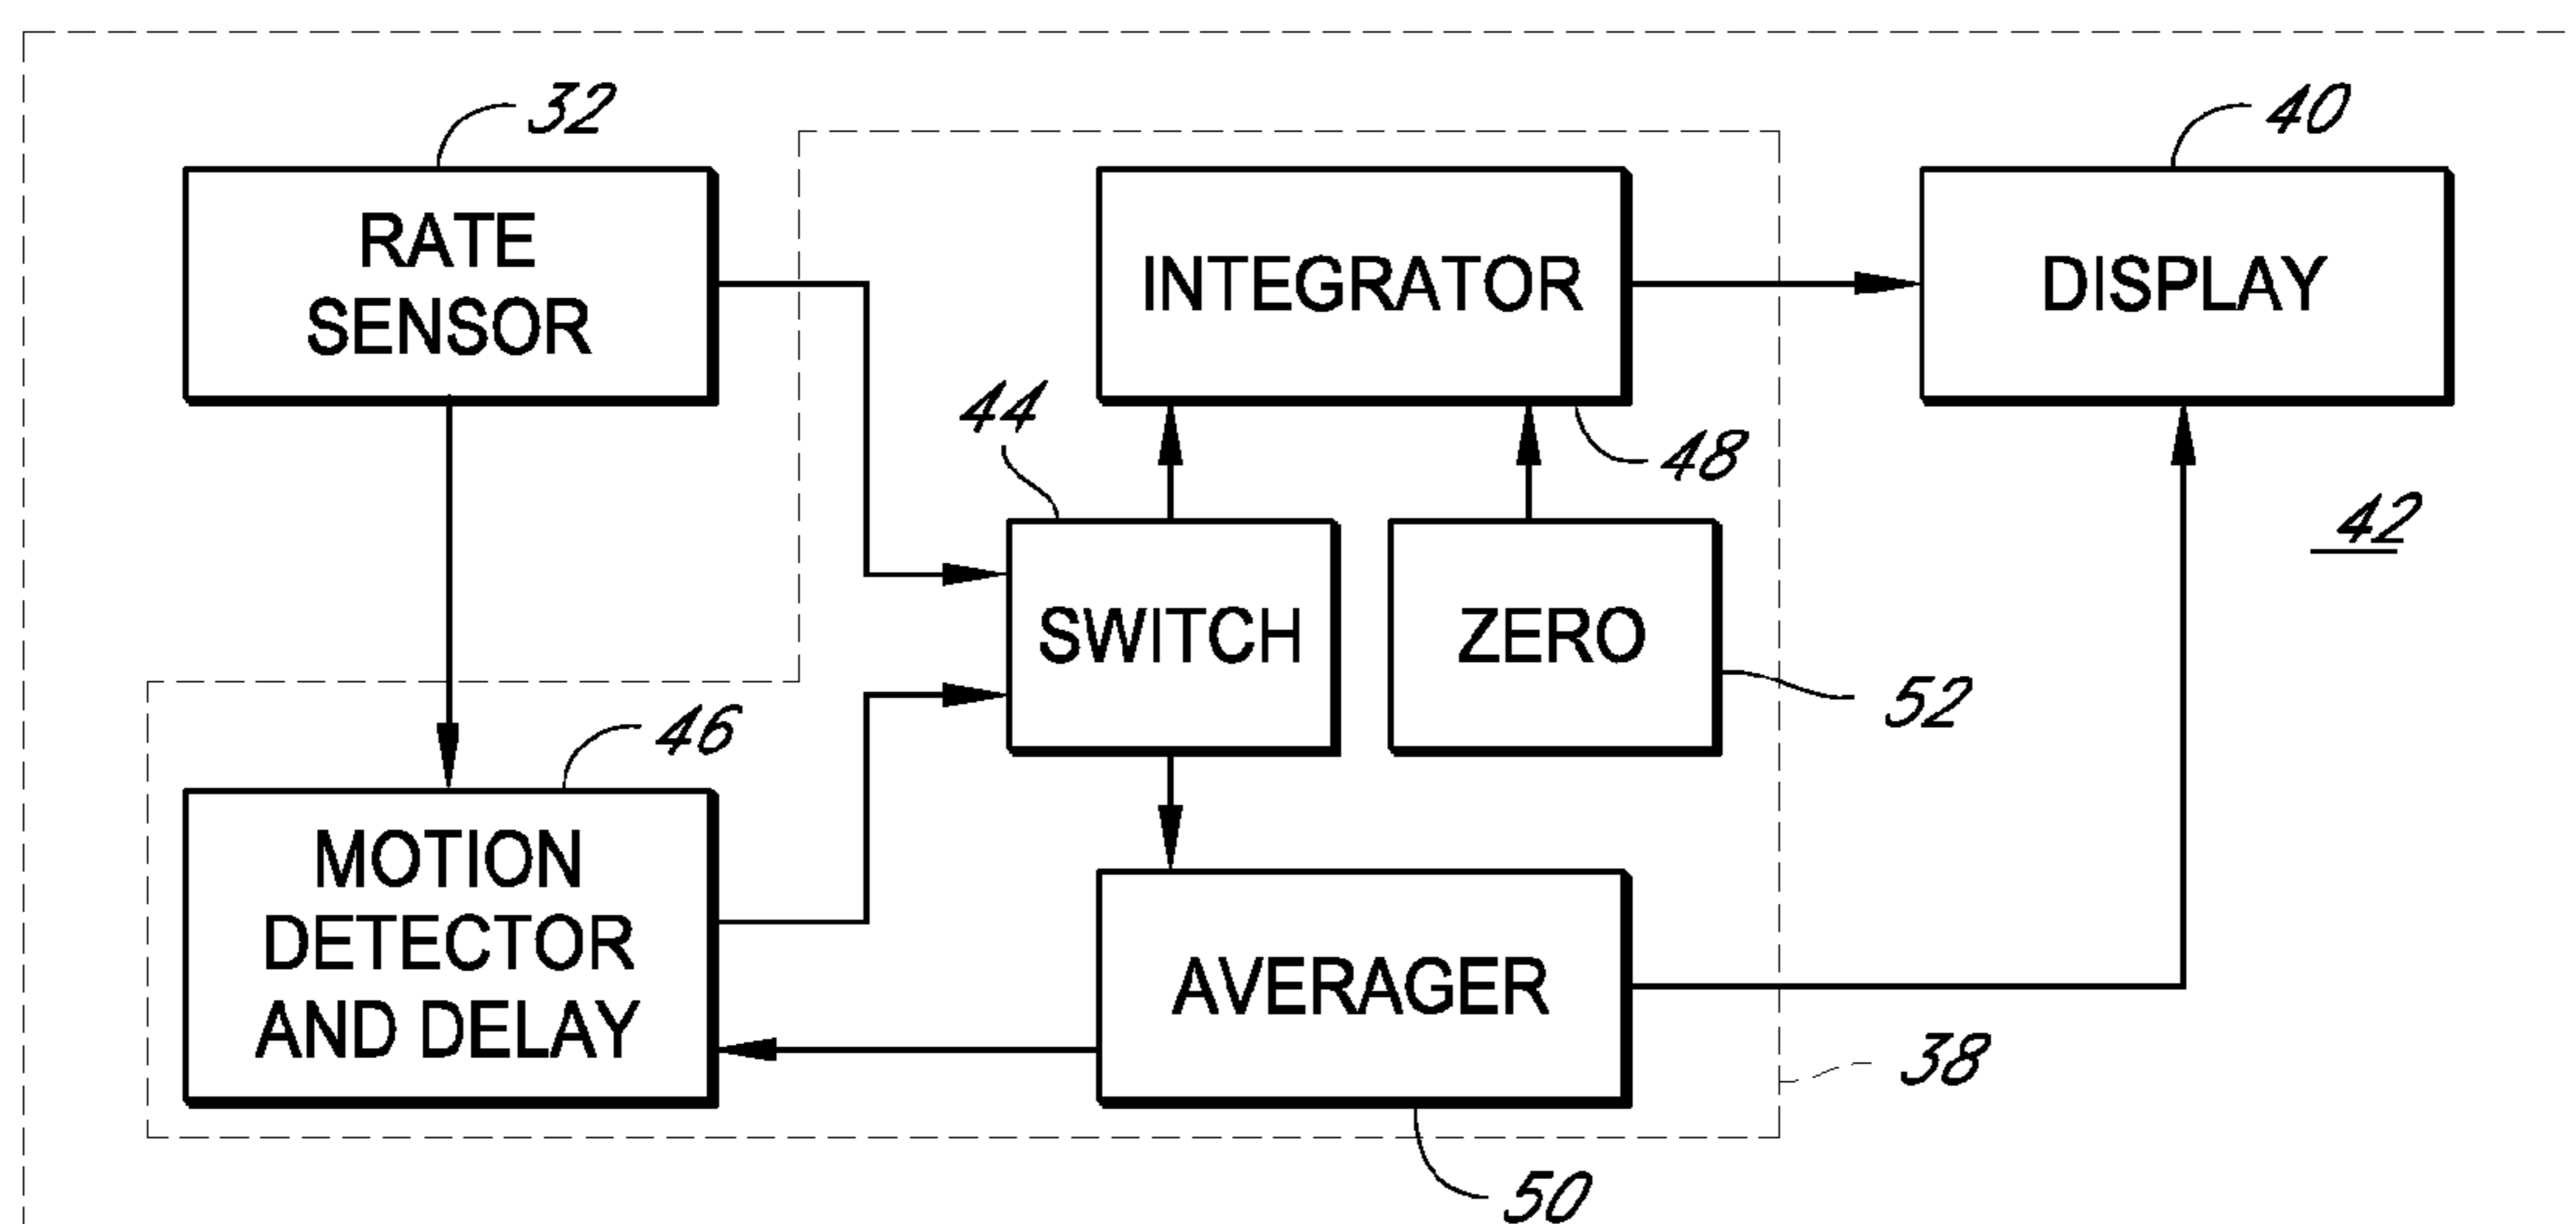 32
40
RATE
SENSOR
INTEGRATOR
DISPLAY
44
48
42
SWITCH
ZERO
52
46
MOTION
DETECTOR
AND DELAY
AVERAGER
38
50